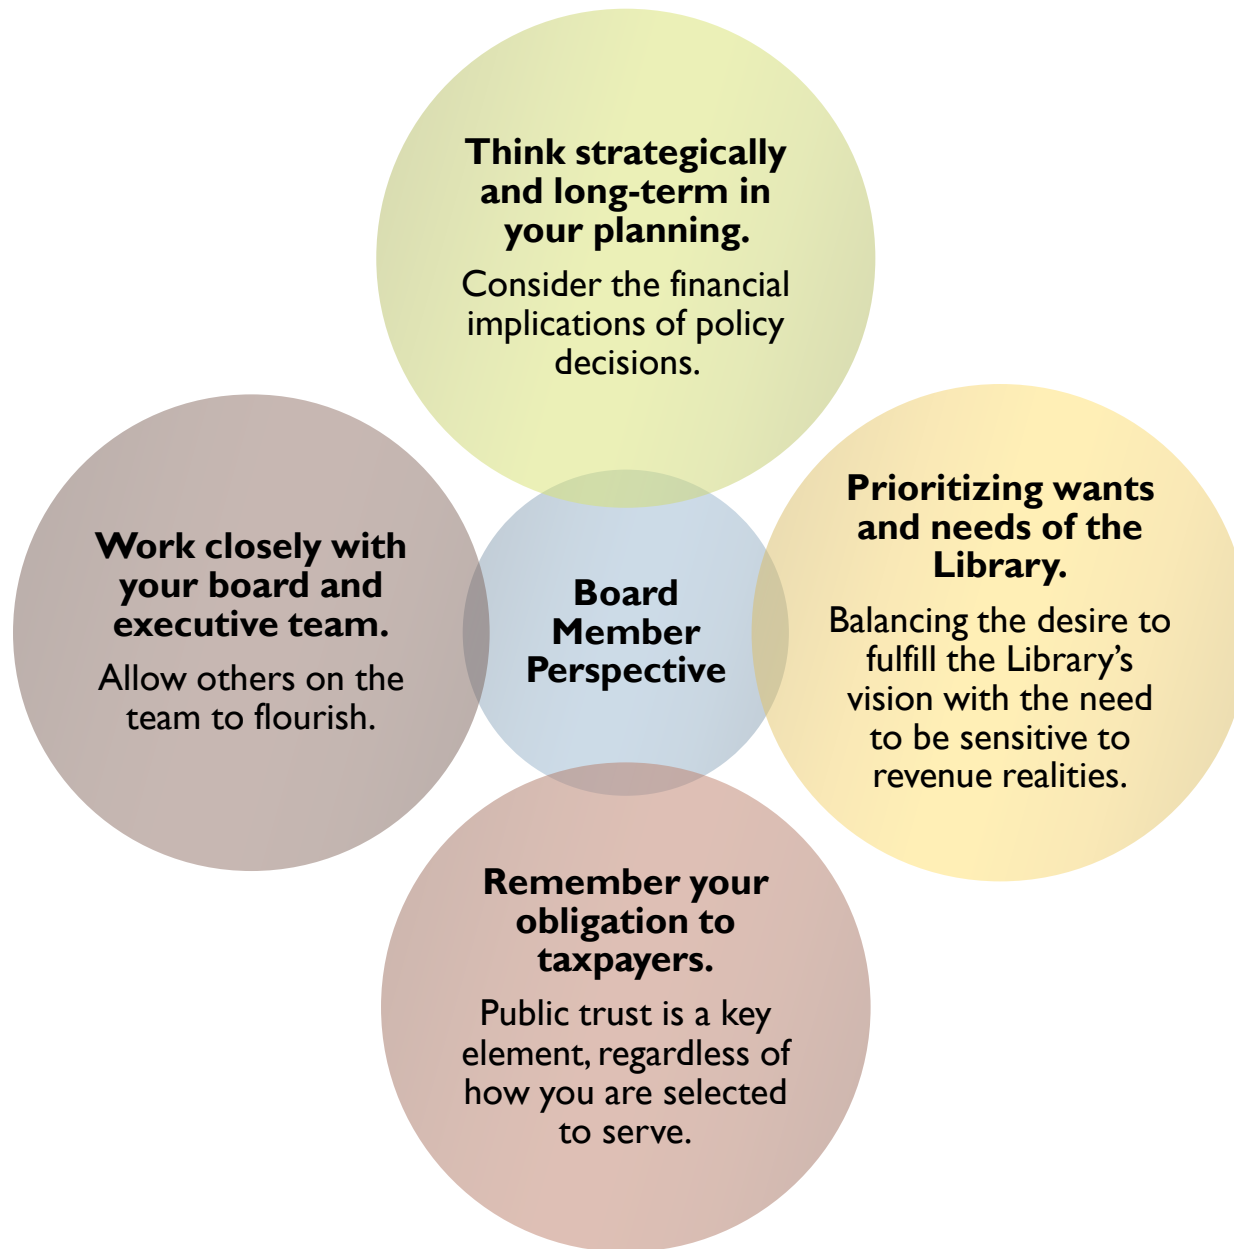 Think strategically
and long-term in
your planning.
Consider the financial
implications of policy
decisions.
Prioritizing wants
and needs of the
Library.
Balancing the desire to
fulfill the Library’s
vision with the need
to be sensitive to
revenue realities.
Work closely with
your board and
executive team.
Allow others on the
team to flourish.
Board
Member
Perspective
Remember your
obligation to
taxpayers.
Public trust is a key
element, regardless of
how you are selected
to serve.